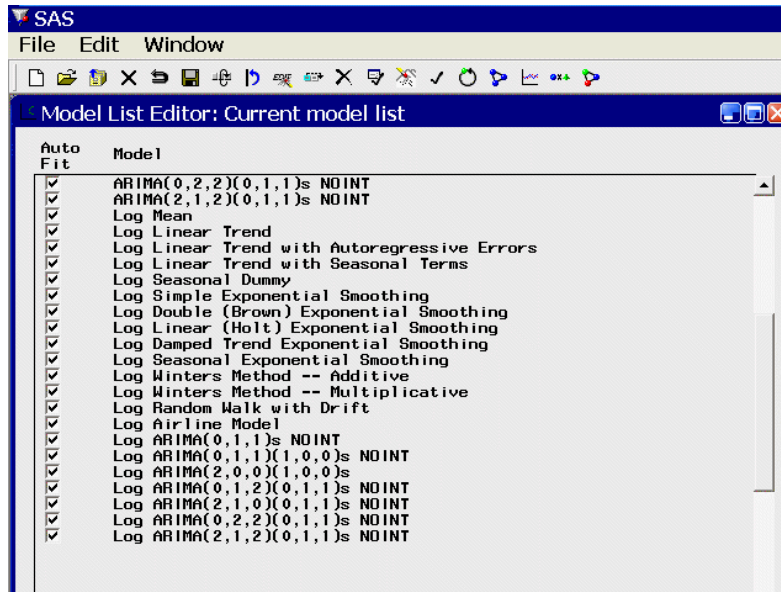 SAS
File Edit Window
Model List Editor: Current model list
Auto Fit Model
ARIMA(0,2,2)(0,1,1)s NOINT
ARIMA(2,1,2)(0,1,1)s NOINT
Log Mean
Log Linear Trend
Log Linear Trend with Autoregressive Errors
Log Linear Trend with Seasonal Terms
Log Seasonal Dummy
Log Simple Exponential Smoothing
Log Double (Brown) Exponential Smoothing
Log Linear (Holt) Exponential Smoothing
Log Damped Trend Exponential Smoothing
Log Seasonal Exponential Smoothing
Log Winters Method -- Additive
Log Winters Method -- Multiplicative
Log Random Walk with Drift
Log Airline Model
Log ARIMA(0,1,1)s NOINT
Log ARIMA(0,1,1)(1,0,0)s NOINT
Log ARIMA(2,0,0)(1,0,0)s
Log ARIMA(0,1,2)(0,1,1)s NOINT
Log ARIMA(2,1,0)(0,1,1)s NOINT
Log ARIMA(0,2,2)(0,1,1)s NOINT
Log ARIMA(2,1,2)(0,1,1)s NOINT